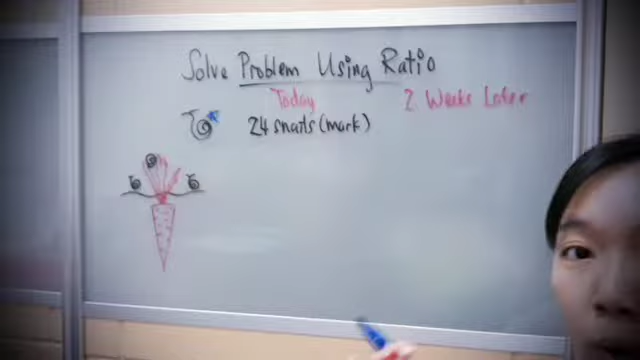 Solve Problem Using Ratio
Today 2 Weeks Later
24 snails (mark)